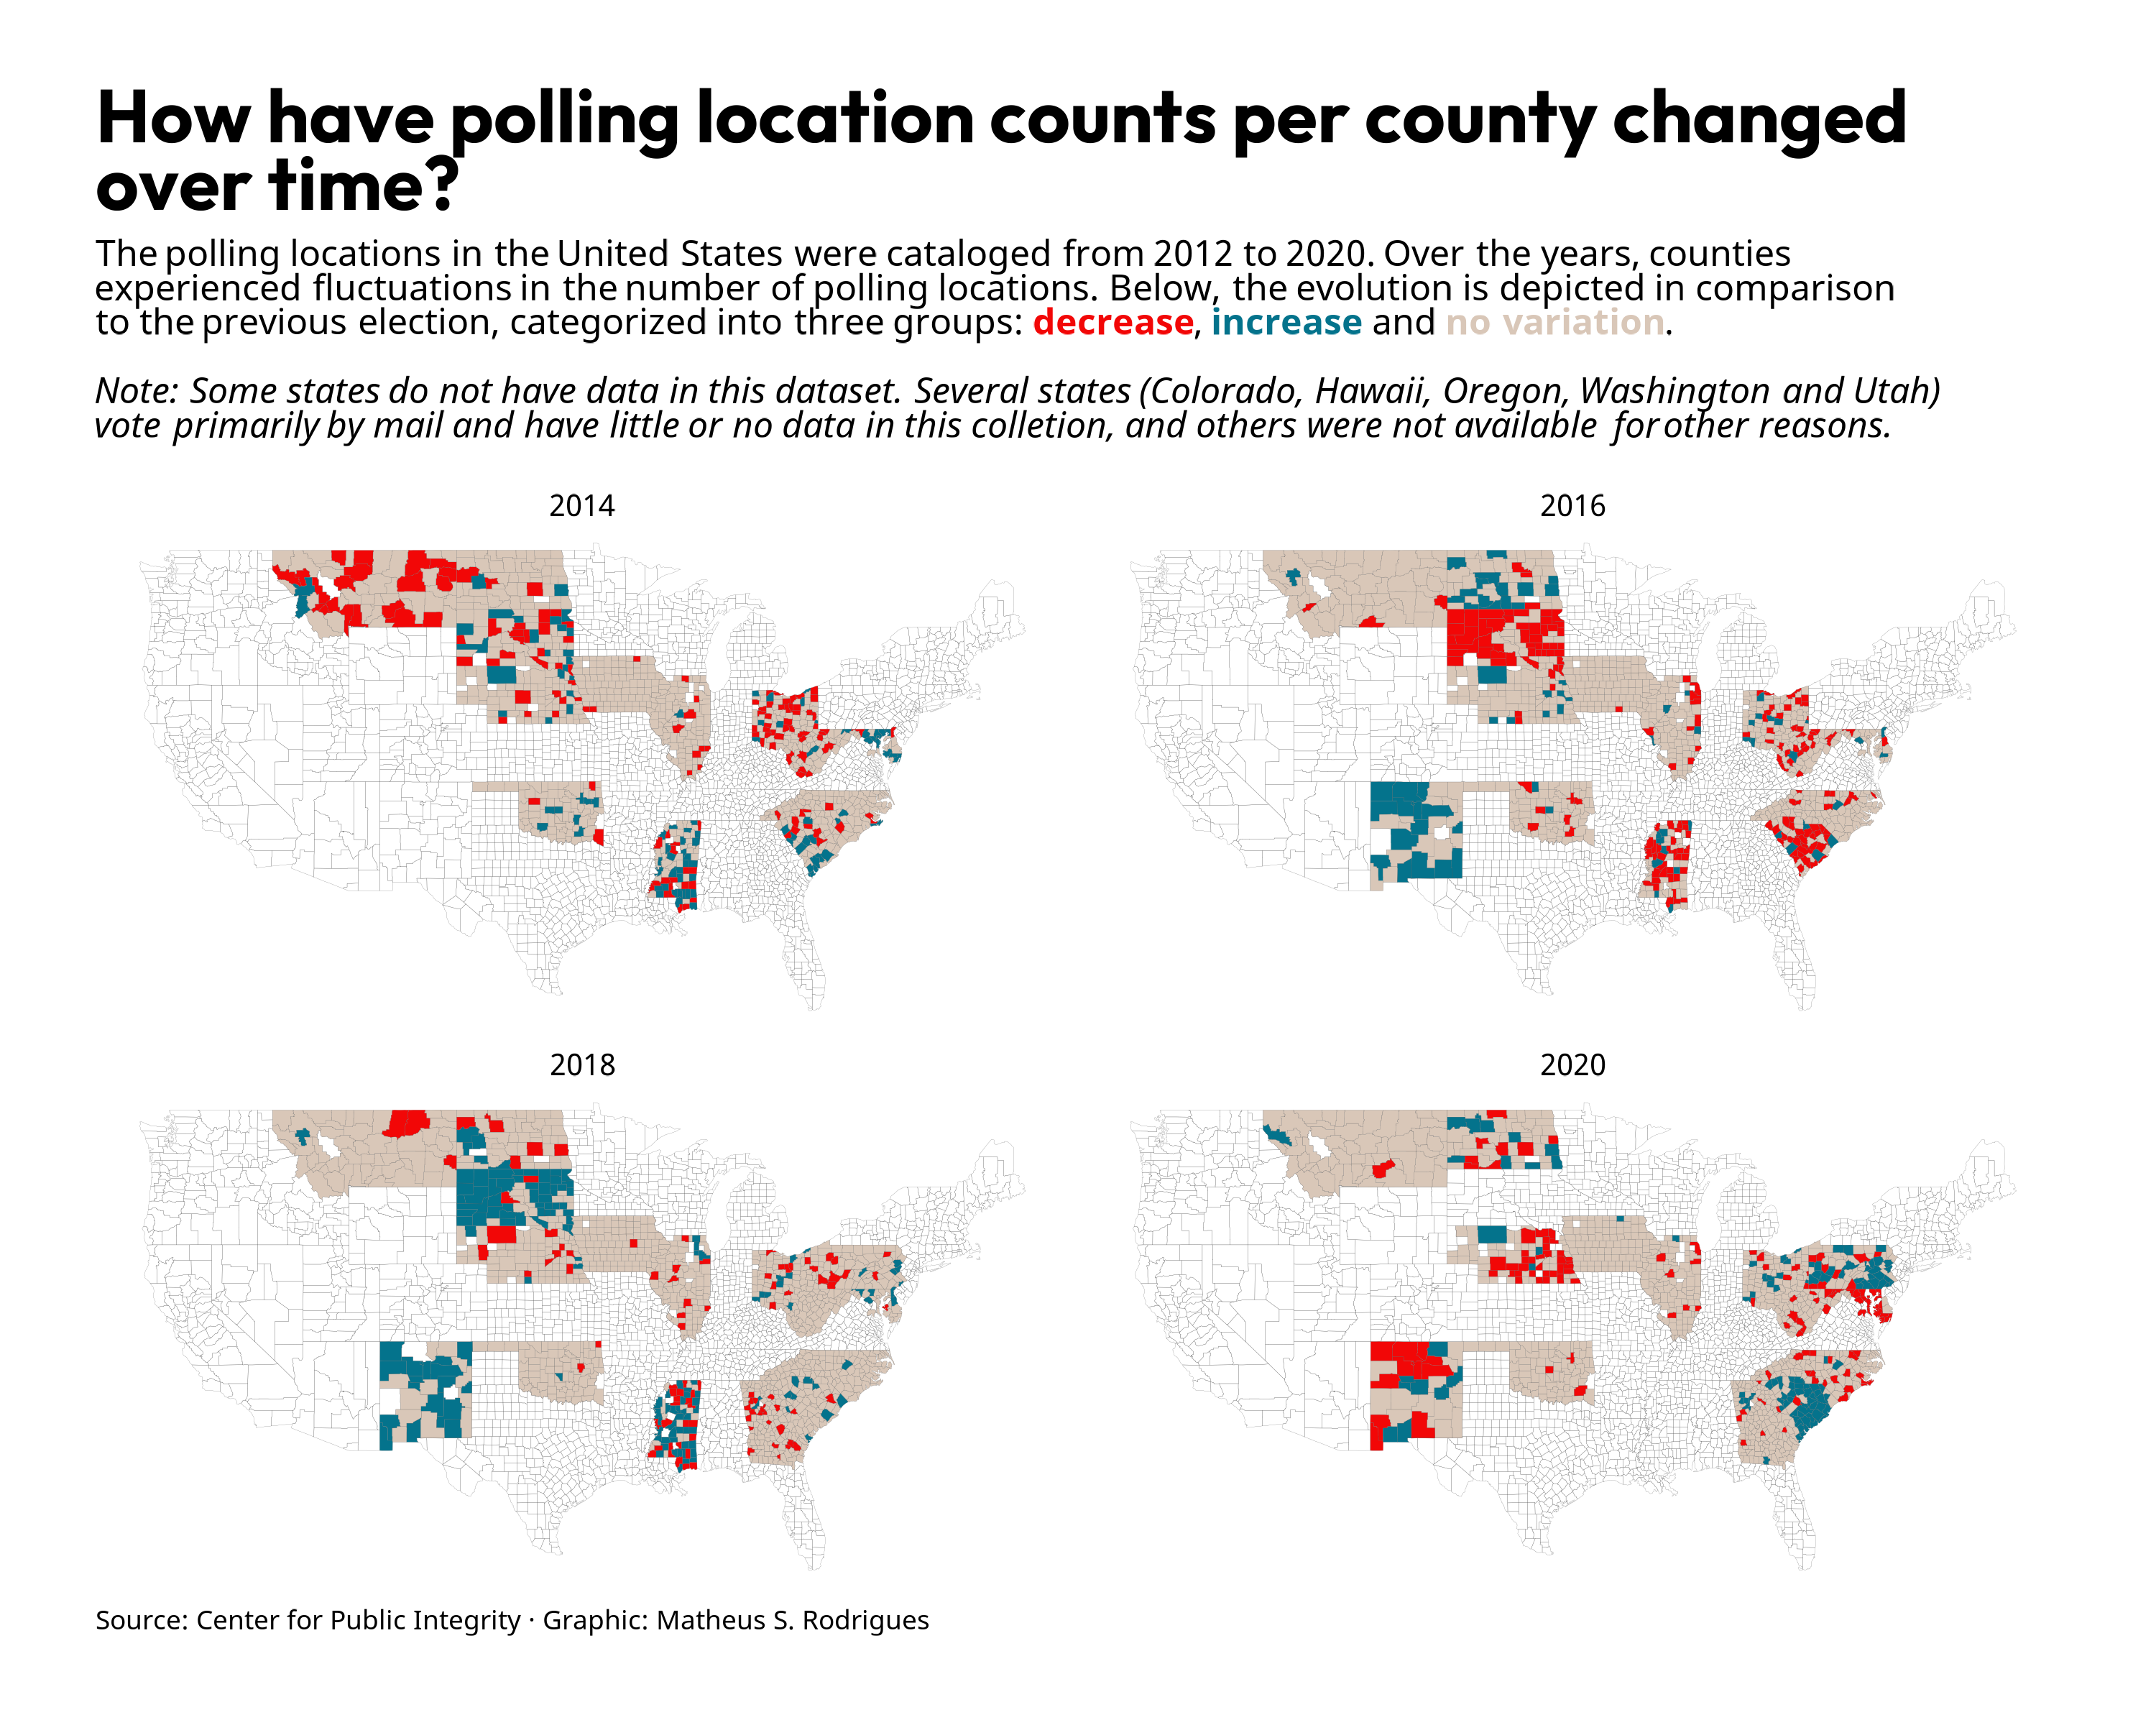 How have polling location counts per county changed
over time?
The polling locations in the United States were cataloged from 2012 to 2020. Over the years, counties
experienced fluctuations in the number of polling locations. Below, the evolution is depicted in comparison
to the previous election, categorized into three groups: decrease, increase and no variation.
Note: Some states do not have data in this dataset. Several states (Colorado, Hawaii, Oregon, Washington and Utah)
vote primarily by mail and have little or no data in this colletion, and others were not available for other reasons.
2014
2016
2018
2020
Source: Center for Public Integrity · Graphic: Matheus S. Rodrigues